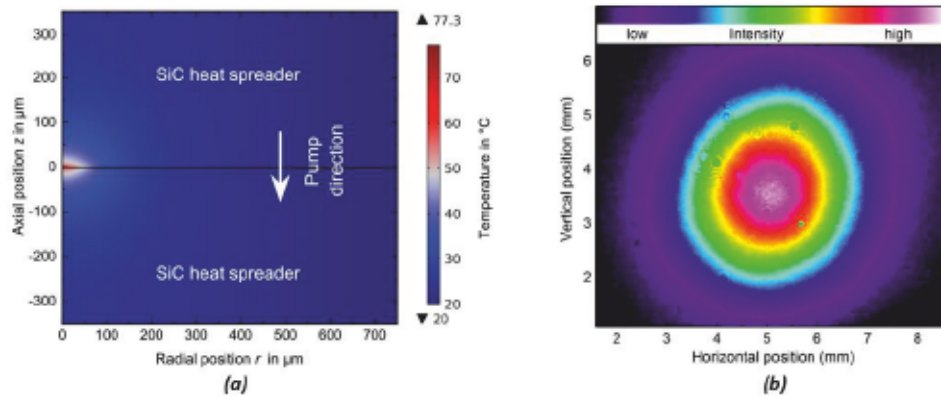 300
200
100
0
-100
-200
-300
Axial position z in µm
SiC heat spreader
Pump
direction
SiC heat spreader
0 100 200 300 400 500 600 700
Radial position r in µm
▲ 77.3
70
60
50
40
30
20
▼ 20
Temperature in °C
(a)
low Intensity high
6
5
4
3
2
Vertical position (mm)
2 3 4 5 6 7 8
Horizontal position (mm)
(b)